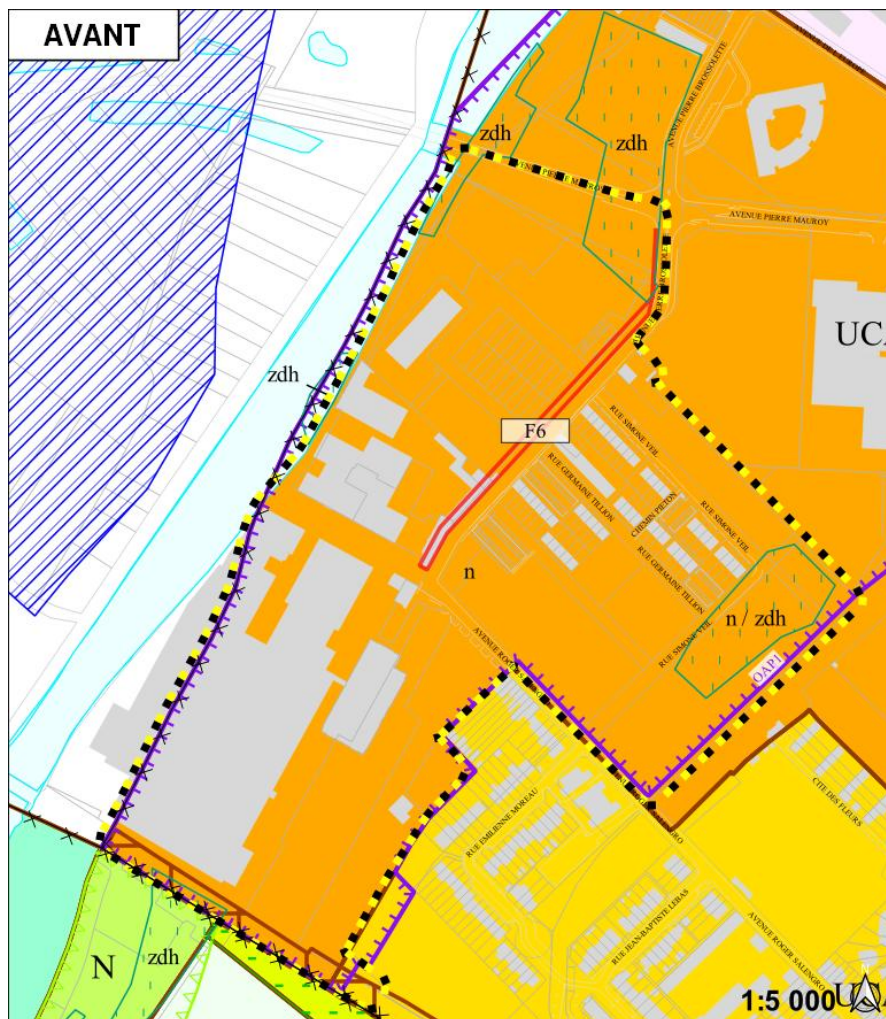 AVANT
zdh
zdh
AVENUE PIERRE BROSSOLETTE
AVENUE PIERRE MAUROY
zdh
F6
RUE SIMONE VEIL
RUE GERMAINE TILLION
CHEMIN PIETON
RUE SIMONE VEIL
RUE GERMAINE TILLION
n
n / zdh
RUE SIMONE VEIL
OAP1
CITE DES FLEURS
RUE EMILIENNE MOREAU
RUE JEAN-BAPTISTE LEBAS
AVENUE ROGER SALENGRO
N
zdh
1:5 000